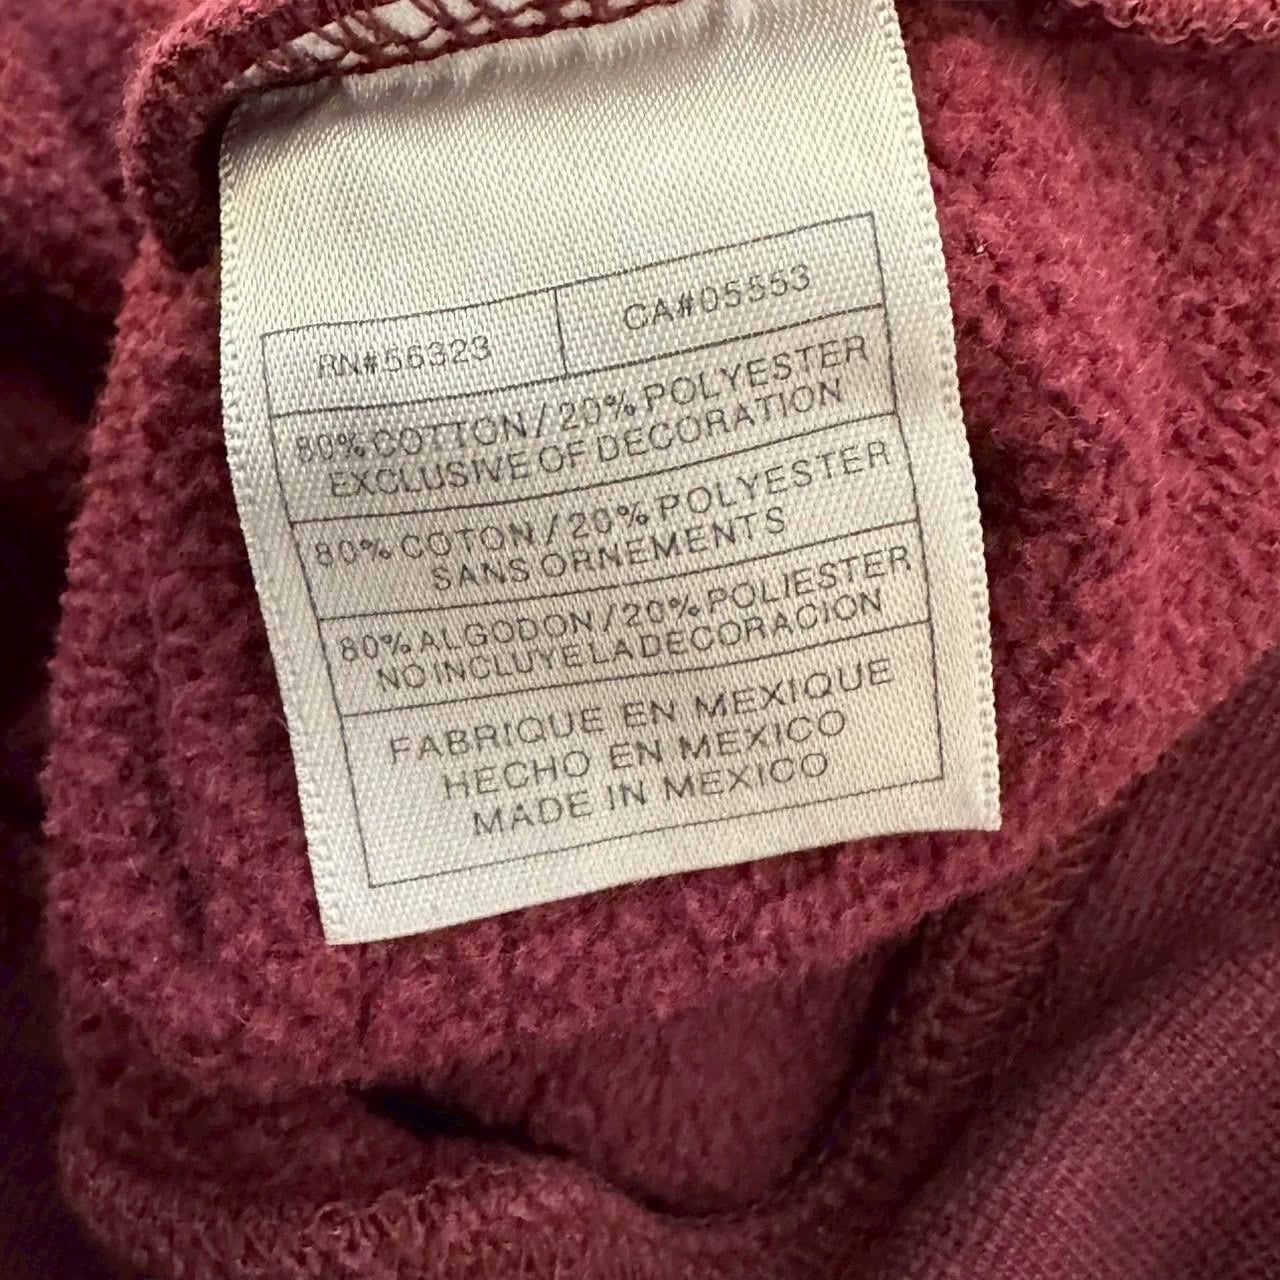 RN#56323 CA#05553
80% COTTON / 20% POLYESTER
EXCLUSIVE OF DECORATION
80% COTON / 20% POLYESTER
SANS ORNEMENTS
80% ALGODON / 20% POLIESTER
NO INCLUYE LA DECORACION
FABRIQUE EN MEXIQUE
HECHO EN MEXICO
MADE IN MEXICO